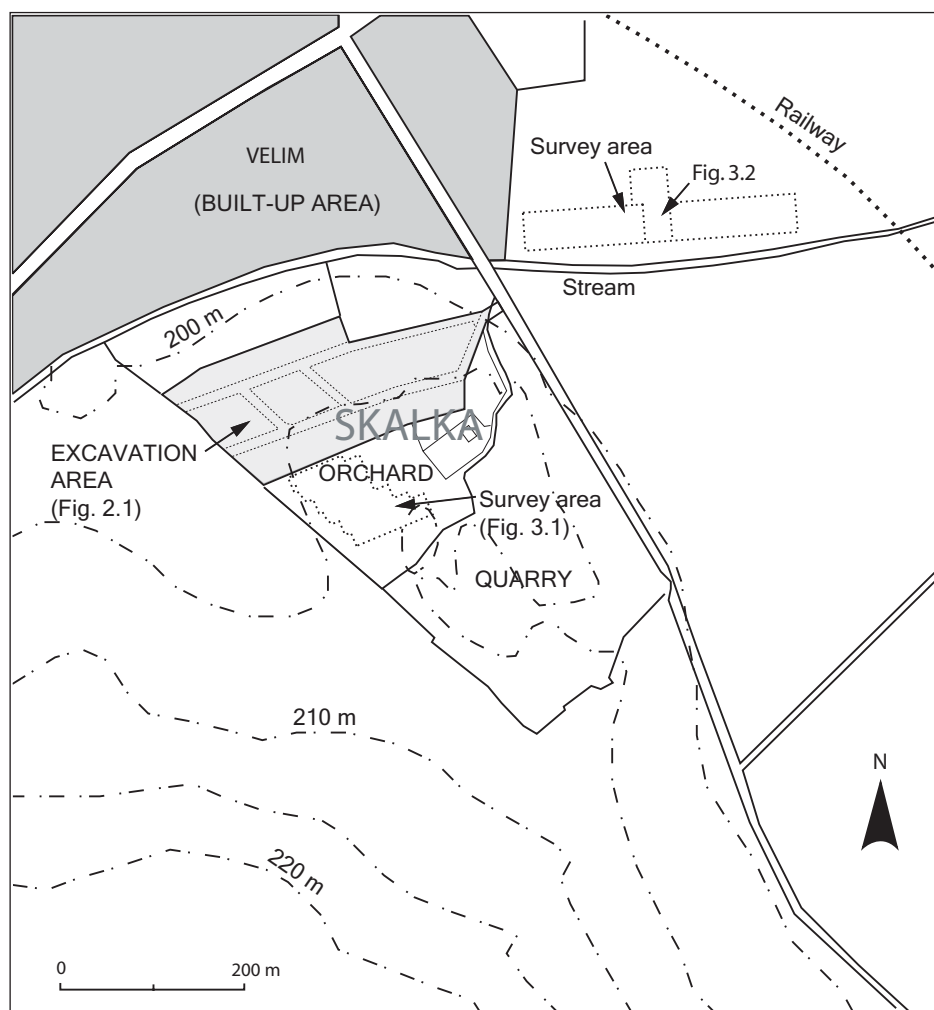 VELIM
(BUILT-UP AREA)
Survey area
Fig. 3.2
Railway
Stream
200 m
SKALKA
EXCAVATION
AREA
(Fig. 2.1)
ORCHARD
Survey area
(Fig. 3.1)
QUARRY
210 m
N
220 m
0
200 m